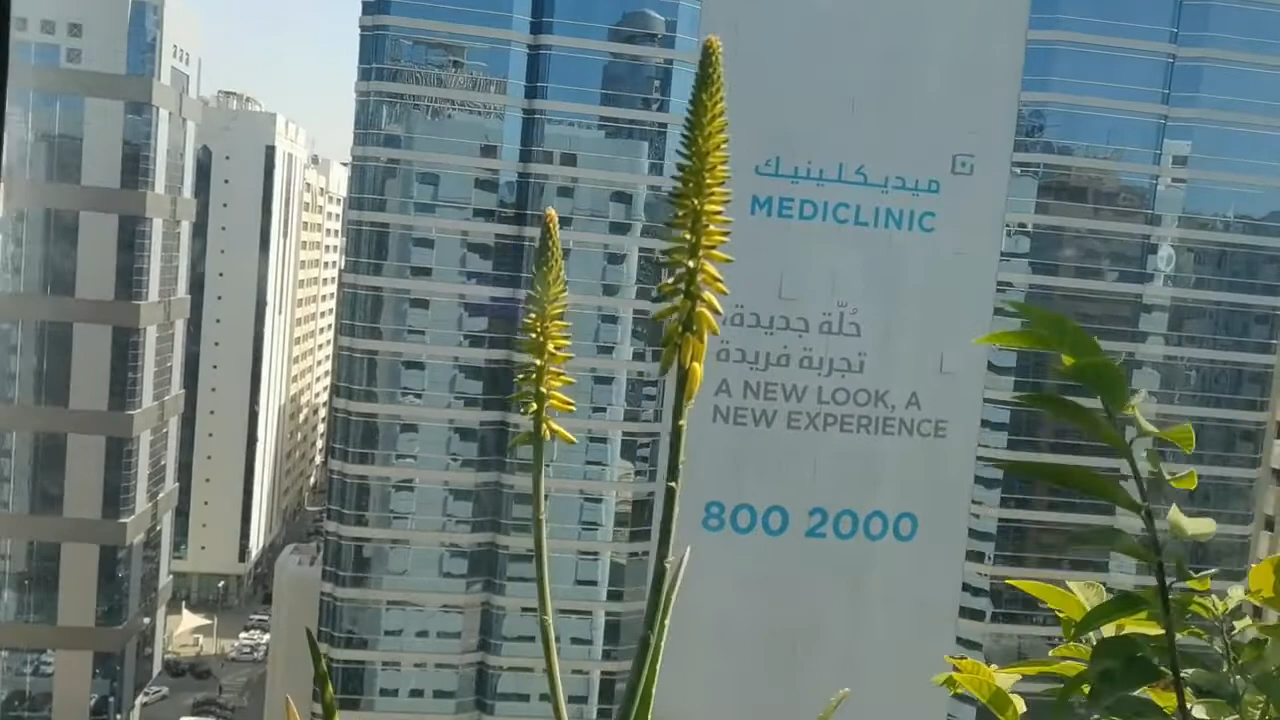 ميديكلينيك
MEDICLINIC
حُلّة جديدة،
تجربة فريدة
A NEW LOOK, A
NEW EXPERIENCE
800 2000